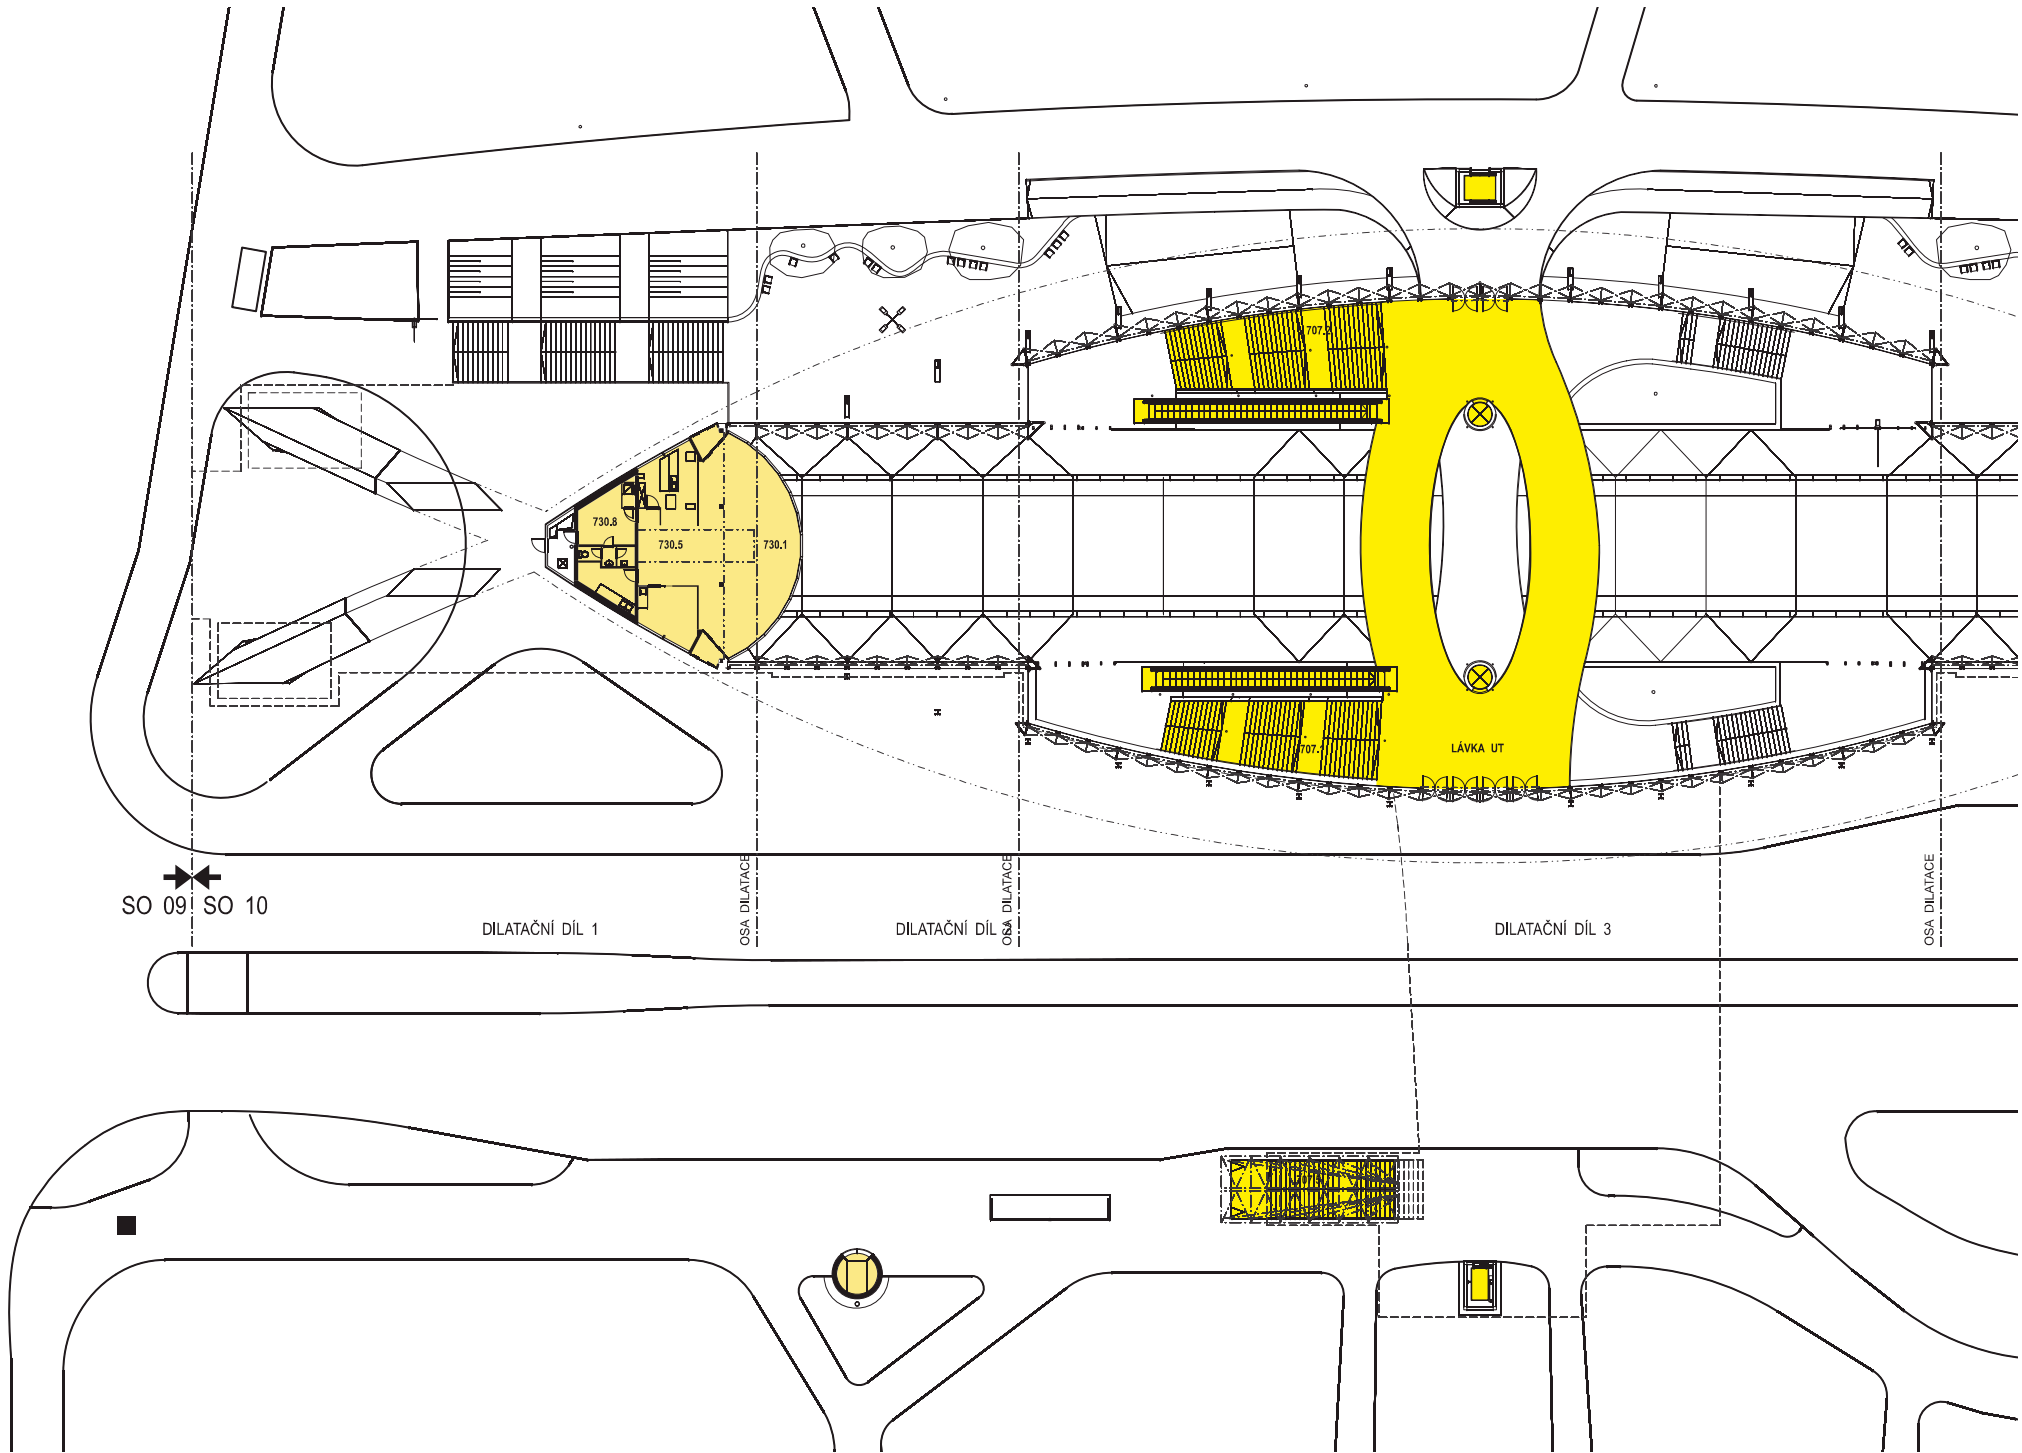 707.2
730.8
730.5
730.1
707.1
LÁVKA UT
OSA DILATACE
OSA DILATACE
OSA DILATACE
SO 09
SO 10
DILATAČNÍ DÍL 1
DILATAČNÍ DÍL
DILATAČNÍ DÍL 3